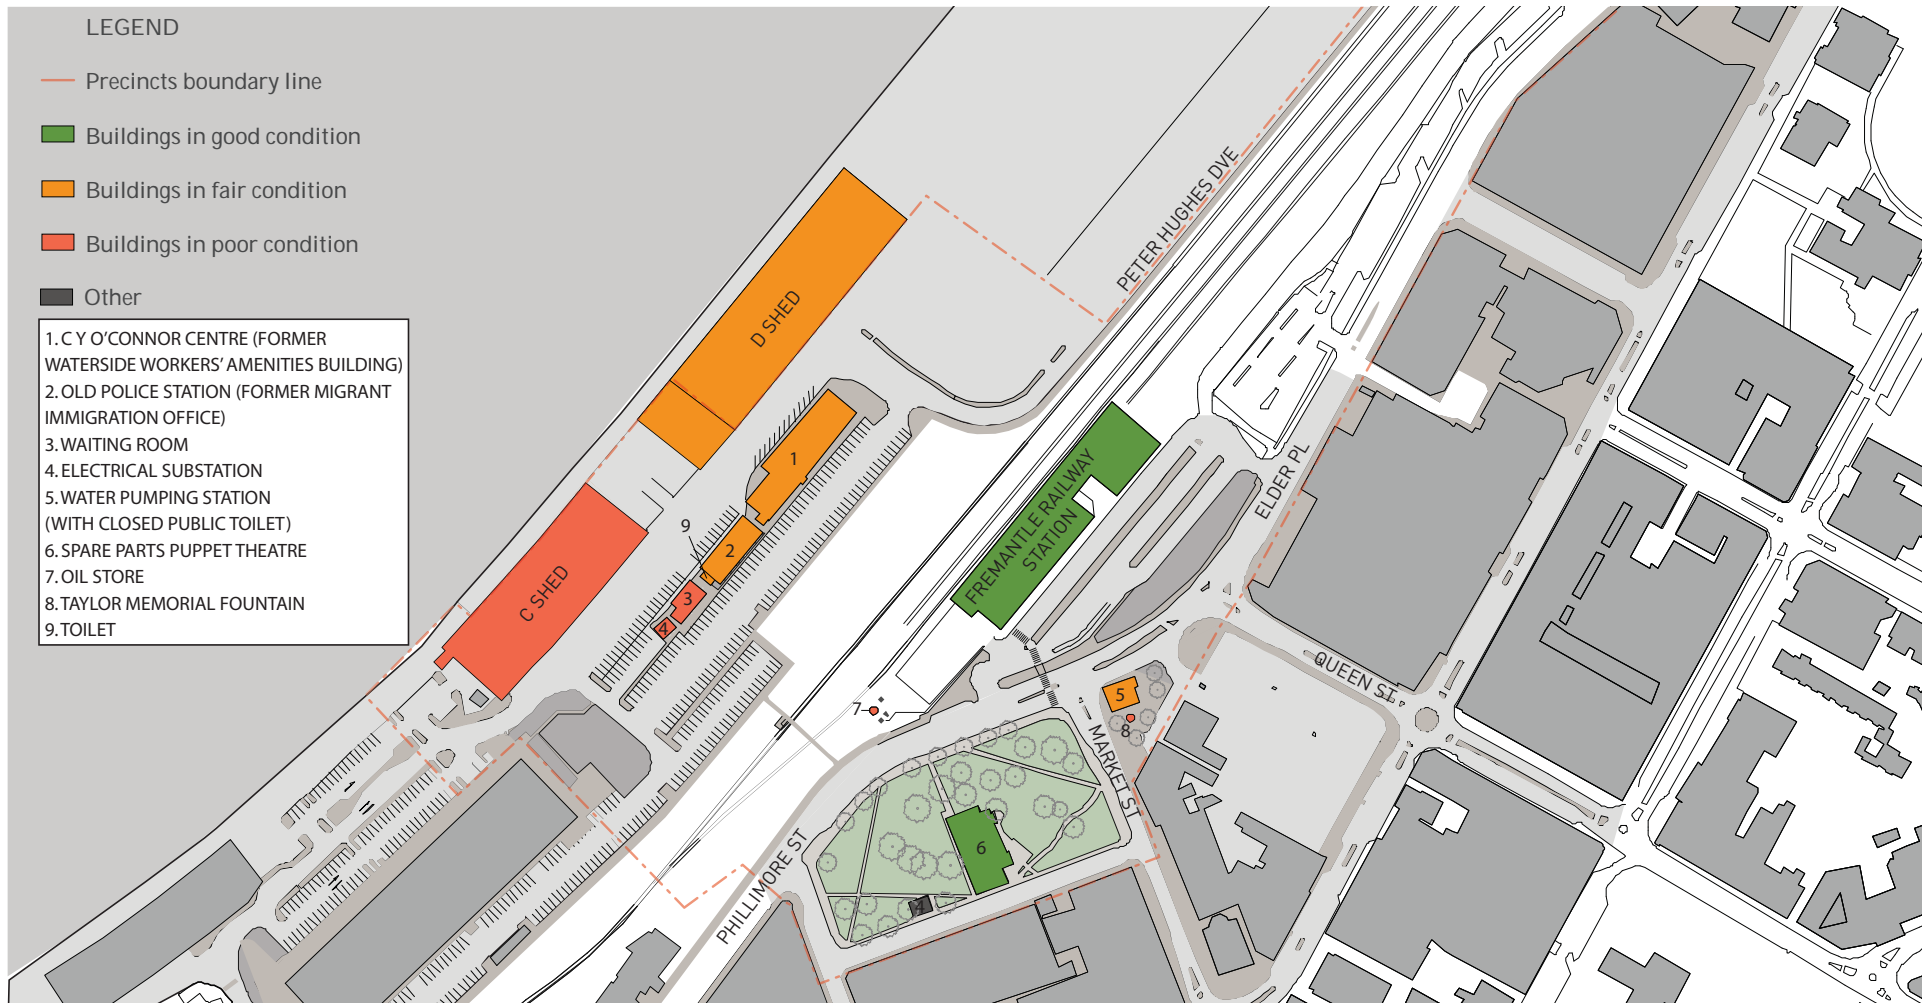 LEGEND
Precincts boundary line
Buildings in good condition
Buildings in fair condition
Buildings in poor condition
Other
1. C Y O'CONNOR CENTRE (FORMER
WATERSIDE WORKERS' AMENITIES BUILDING)
2. OLD POLICE STATION (FORMER MIGRANT
IMMIGRATION OFFICE)
3. WAITING ROOM
4. ELECTRICAL SUBSTATION
5. WATER PUMPING STATION
(WITH CLOSED PUBLIC TOILET)
6. SPARE PARTS PUPPET THEATRE
7. OIL STORE
8. TAYLOR MEMORIAL FOUNTAIN
9. TOILET
PETER HUGHES DVE
D SHED
1
9
2
3
4
C SHED
FREMANTLE RAILWAY
STATION
ELDER PL
QUEEN ST
5
7
8
MARKET ST
6
4
PHILLIMORE ST